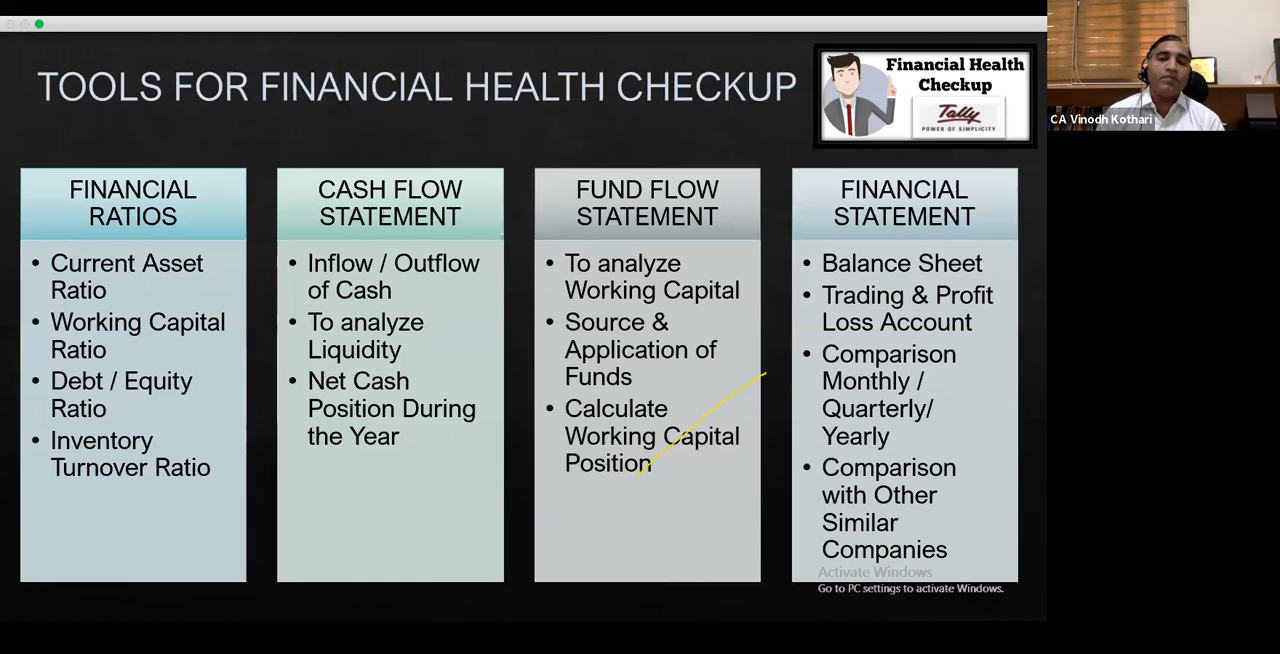 TOOLS FOR FINANCIAL HEALTH CHECKUP
Financial Health
Checkup
Tally
POWER OF SIMPLICITY
CA Vinodh Kothari
FINANCIAL
RATIOS
• Current Asset
Ratio
• Working Capital
Ratio
• Debt / Equity
Ratio
• Inventory
Turnover Ratio
CASH FLOW
STATEMENT
• Inflow / Outflow
of Cash
• To analyze
Liquidity
• Net Cash
Position During
the Year
FUND FLOW
STATEMENT
• To analyze
Working Capital
• Source &
Application of
Funds
• Calculate
Working Capital
Position
FINANCIAL
STATEMENT
• Balance Sheet
• Trading & Profit
Loss Account
• Comparison
Monthly /
Quarterly/
Yearly
• Comparison
with Other
Similar
Companies
Activate Windows
Go to PC settings to activate Windows.